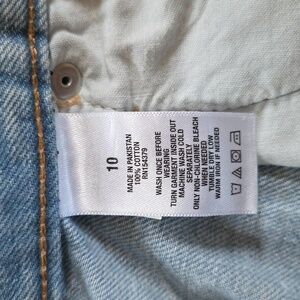 10
MADE IN PAKISTAN
100% COTTON
RN154379
WASH ONCE BEFORE
WEARING
TURN GARMENT INSIDE OUT
MACHINE WASH COLD
SEPARATELY
ONLY NON-CHLORINE BLEACH
WHEN NEEDED
TUMBLE DRY LOW
WARM IRON IF NEEDED